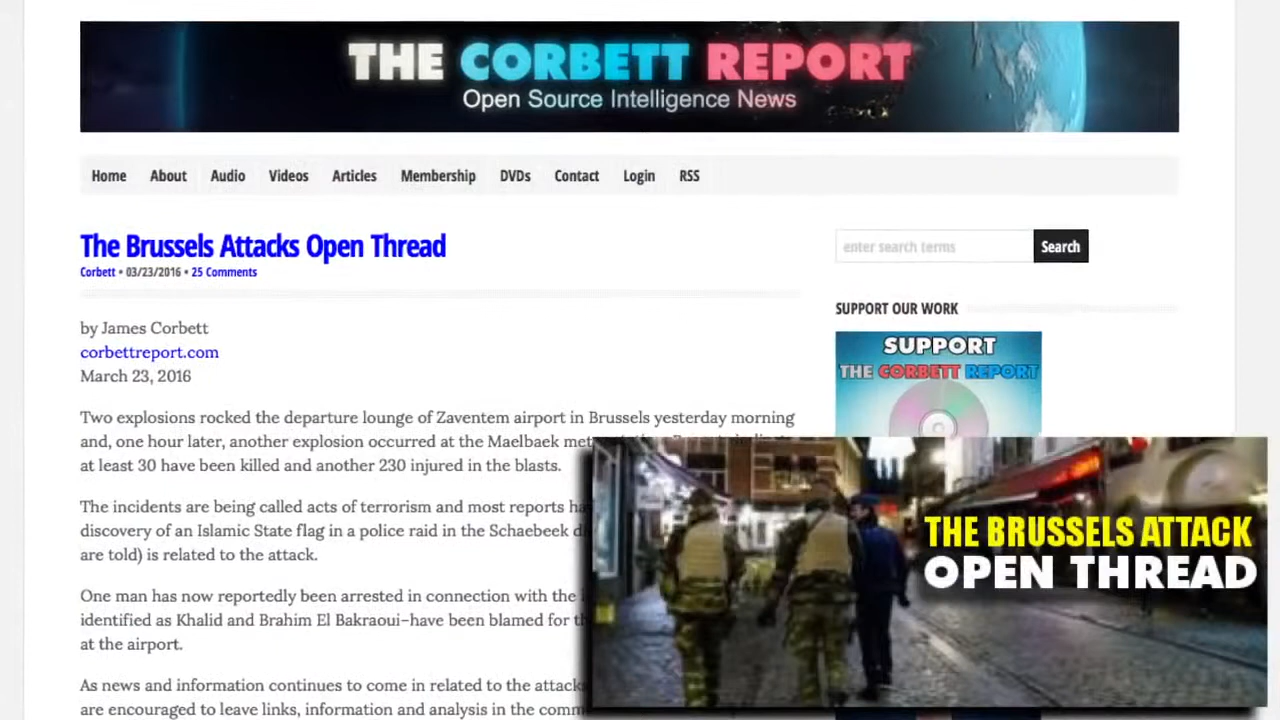 THE CORBETT REPORT
Open Source Intelligence News
Home About Audio Videos Articles Membership DVDs Contact Login RSS
The Brussels Attacks Open Thread
Corbett • 03/23/2016 • 25 Comments
by James Corbett
corbettreport.com
March 23, 2016
Two explosions rocked the departure lounge of Zaventem airport in Brussels yesterday morning
and, one hour later, another explosion occurred at the Maelbeek
at least 30 have been killed and another 230 injured in the blasts.
The incidents are being called acts of terrorism and most reports
discovery of an Islamic State flag in a police raid in the Schaebeek
are told) is related to the attack.
One man has now reportedly been arrested in connection with the
identified as Khalid and Brahim El Bakraoui–have been blamed for
at the airport.
As news and information continues to come in related to the attacks
are encouraged to leave links, information and analysis in the
enter search terms
Search
SUPPORT OUR WORK
SUPPORT
THE CORBETT REPORT
THE BRUSSELS ATTACK
OPEN THREAD